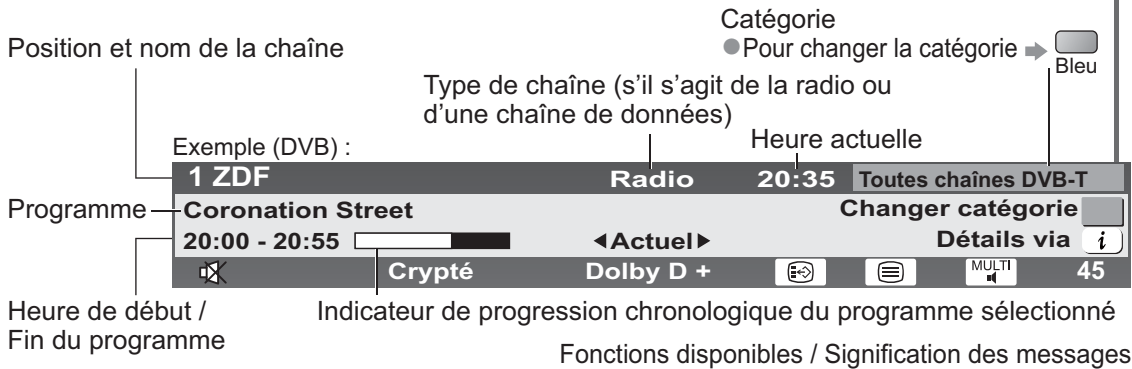 Catégorie
●Pour changer la catégorie
Bleu
Position et nom de la chaîne
Type de chaîne (s'il s'agit de la radio ou
d'une chaîne de données)
Heure actuelle
Exemple (DVB) :
1 ZDF Radio 20:35 Toutes chaînes DVB-T
Programme Coronation Street Changer catégorie
20:00 - 20:55 ◀Actuel▶ Détails via i
Crypté Dolby D + MULTI 45
Heure de début /
Fin du programme
Indicateur de progression chronologique du programme sélectionné
Fonctions disponibles / Signification des messages